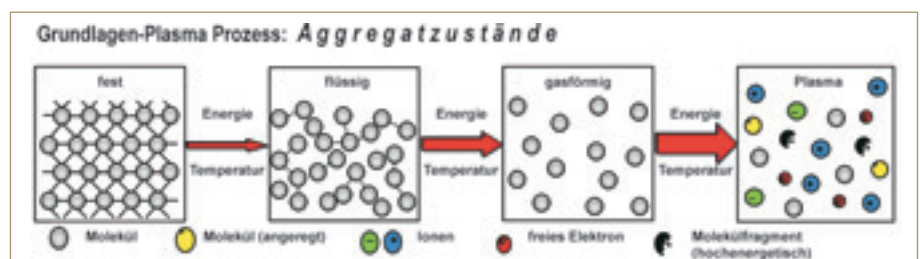 Grundlagen-Plasma Prozess: Aggregatzustände
fest
flüssig
gasförmig
Plasma
Energie
Energie
Energie
Temperatur
Temperatur
Temperatur
Molekül
Molekül (angeregt)
Ionen
freies Elektron
Molekülfragment
(hochenergetisch)